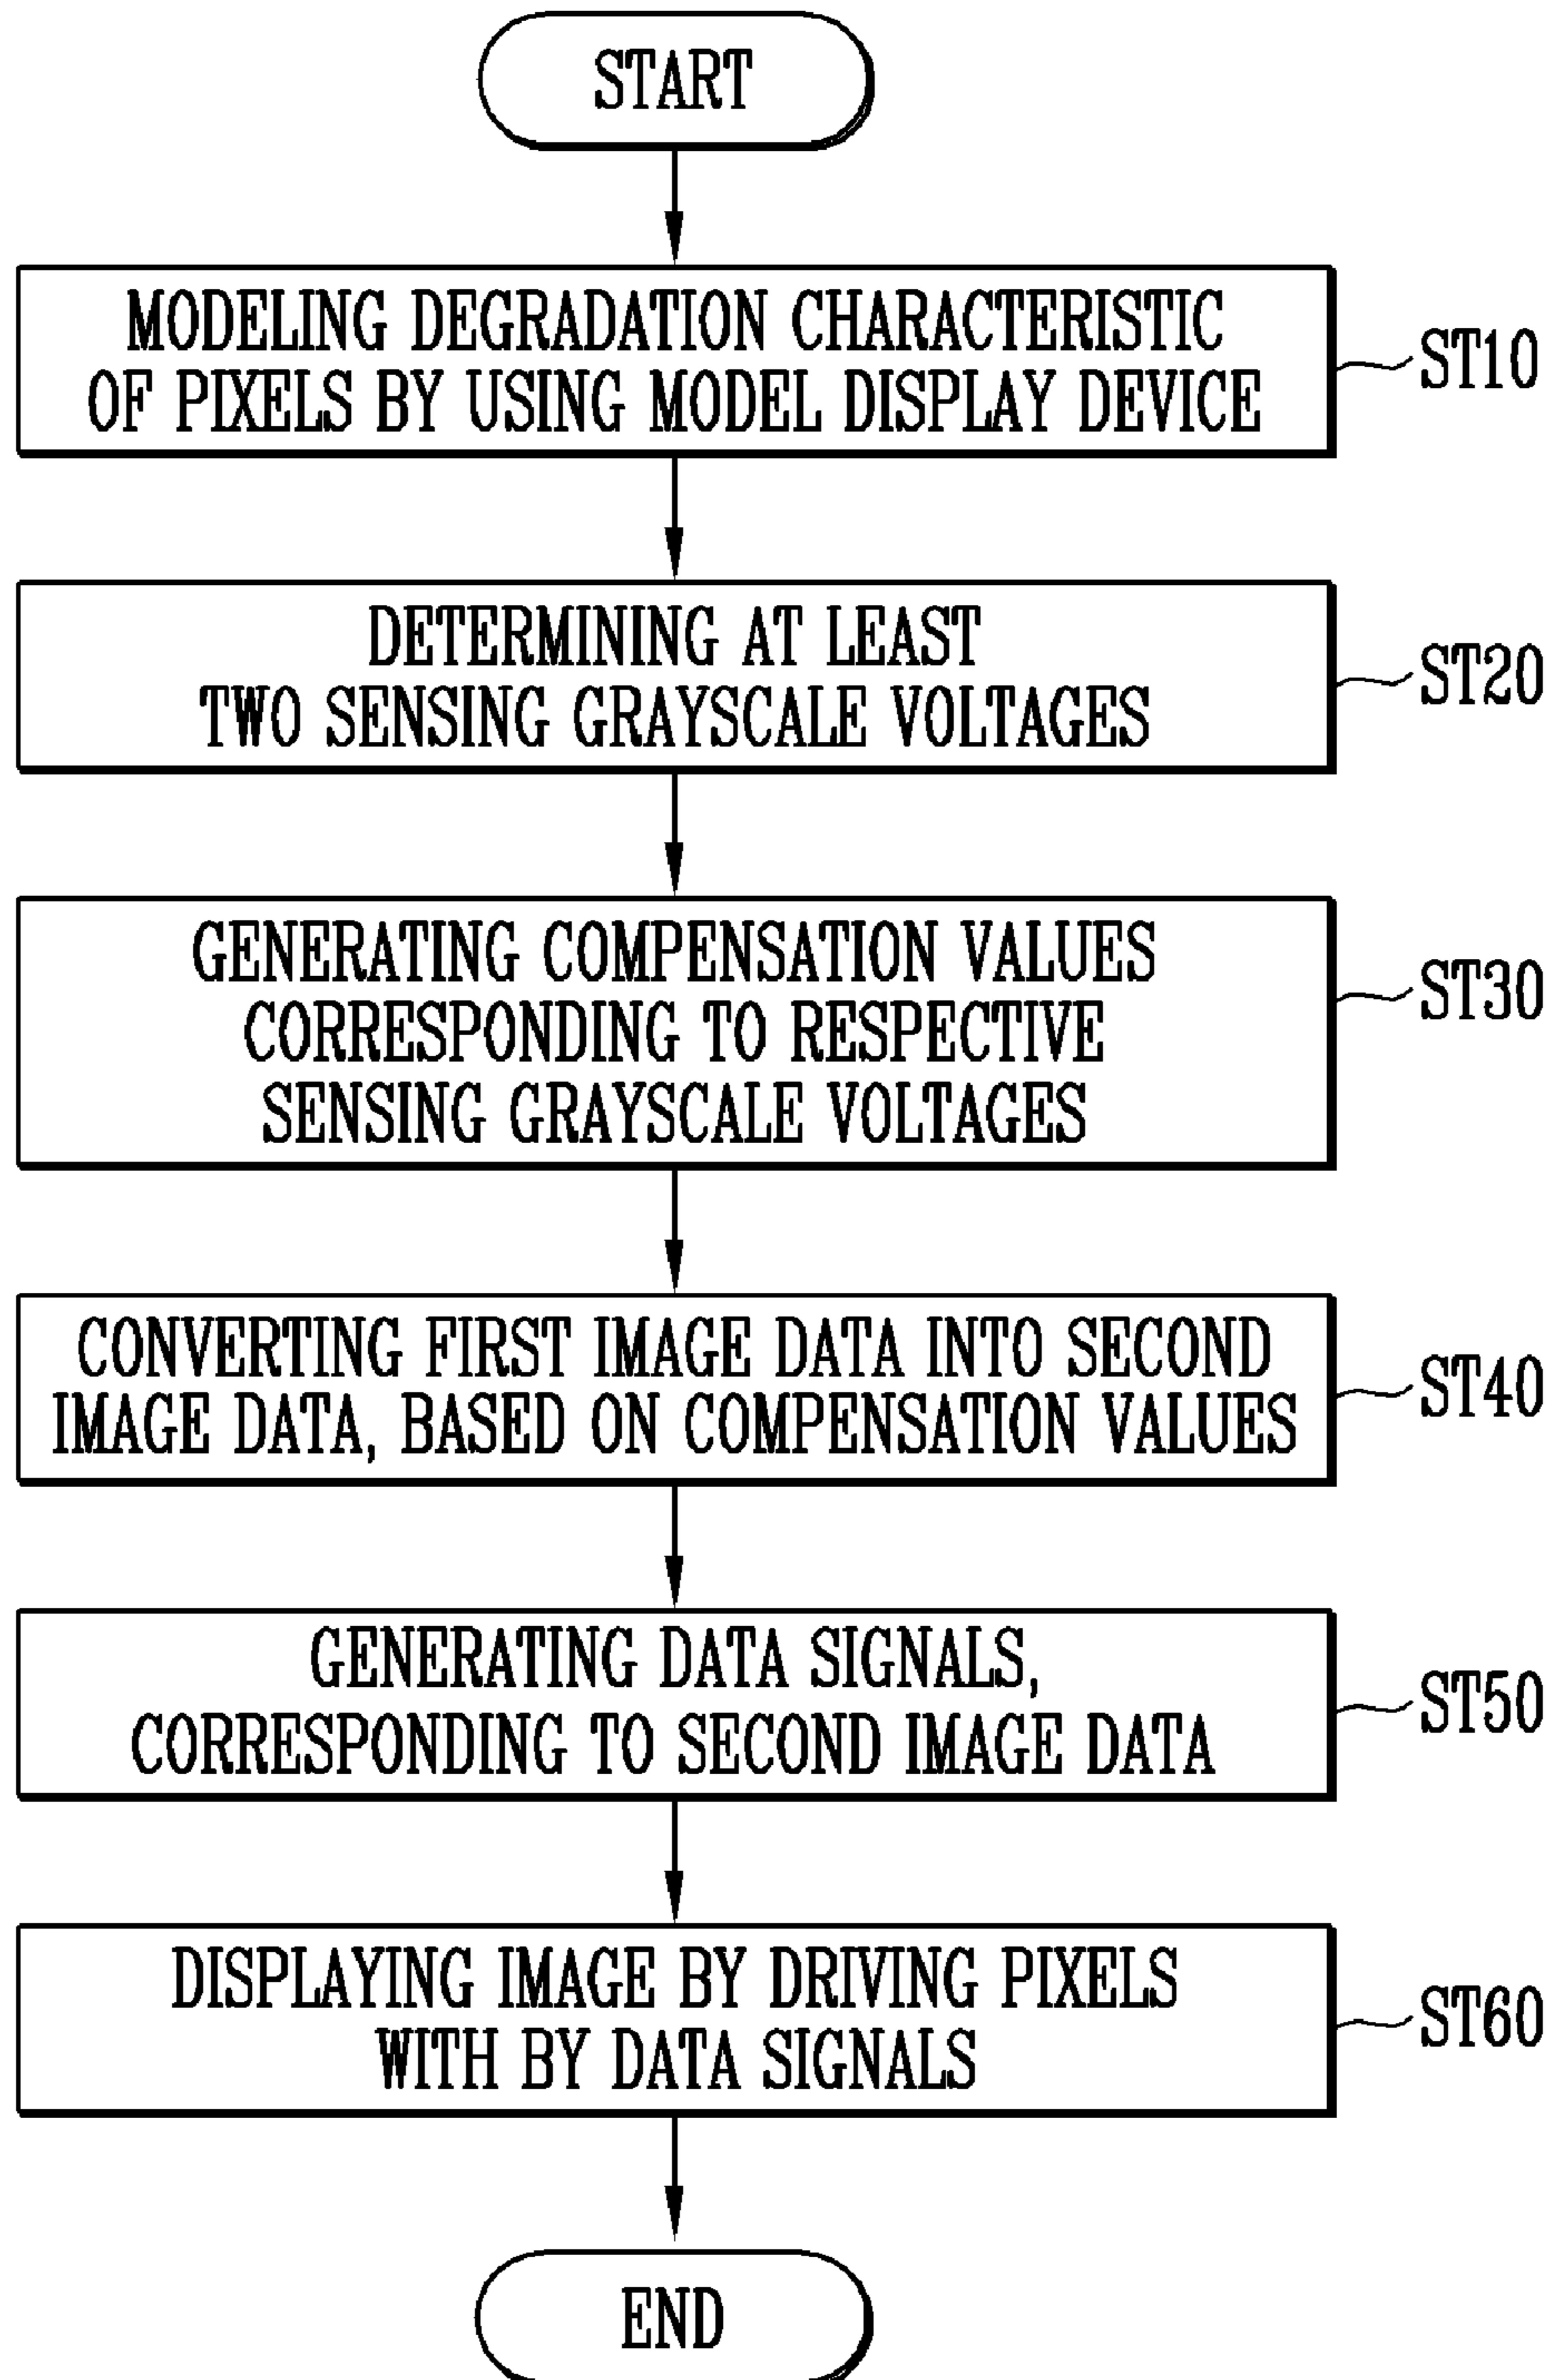 START
MODELING DEGRADATION CHARACTERISTIC
OF PIXELS BY USING MODEL DISPLAY DEVICE
ST10
DETERMINING AT LEAST
TWO SENSING GRAYSCALE VOLTAGES
ST20
GENERATING COMPENSATION VALUES
CORRESPONDING TO RESPECTIVE
SENSING GRAYSCALE VOLTAGES
ST30
CONVERTING FIRST IMAGE DATA INTO SECOND
IMAGE DATA, BASED ON COMPENSATION VALUES
ST40
GENERATING DATA SIGNALS,
CORRESPONDING TO SECOND IMAGE DATA
ST50
DISPLAYING IMAGE BY DRIVING PIXELS
WITH BY DATA SIGNALS
ST60
END